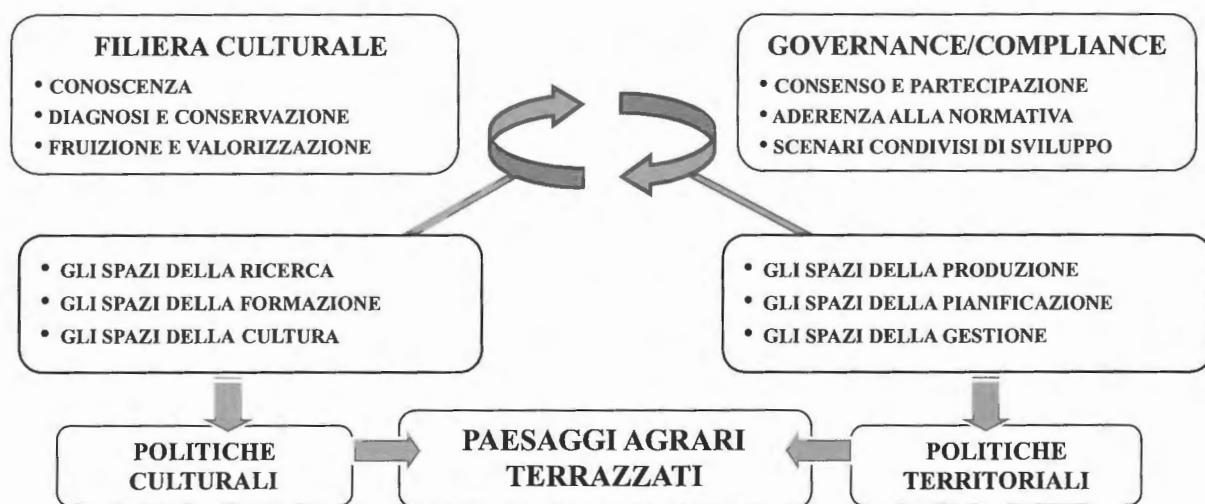 FILIERA CULTURALE
• CONOSCENZA
• DIAGNOSI E CONSERVAZIONE
• FRUIZIONE E VALORIZZAZIONE
GOVERNANCE/COMPLIANCE
• CONSENSO E PARTECIPAZIONE
• ADERENZA ALLA NORMATIVA
• SCENARI CONDIVISI DI SVILUPPO
• GLI SPAZI DELLA RICERCA
• GLI SPAZI DELLA FORMAZIONE
• GLI SPAZI DELLA CULTURA
• GLI SPAZI DELLA PRODUZIONE
• GLI SPAZI DELLA PIANIFICAZIONE
• GLI SPAZI DELLA GESTIONE
POLITICHE
CULTURALI
PAESAGGI AGRARI
TERRAZZATI
POLITICHE
TERRITORIALI